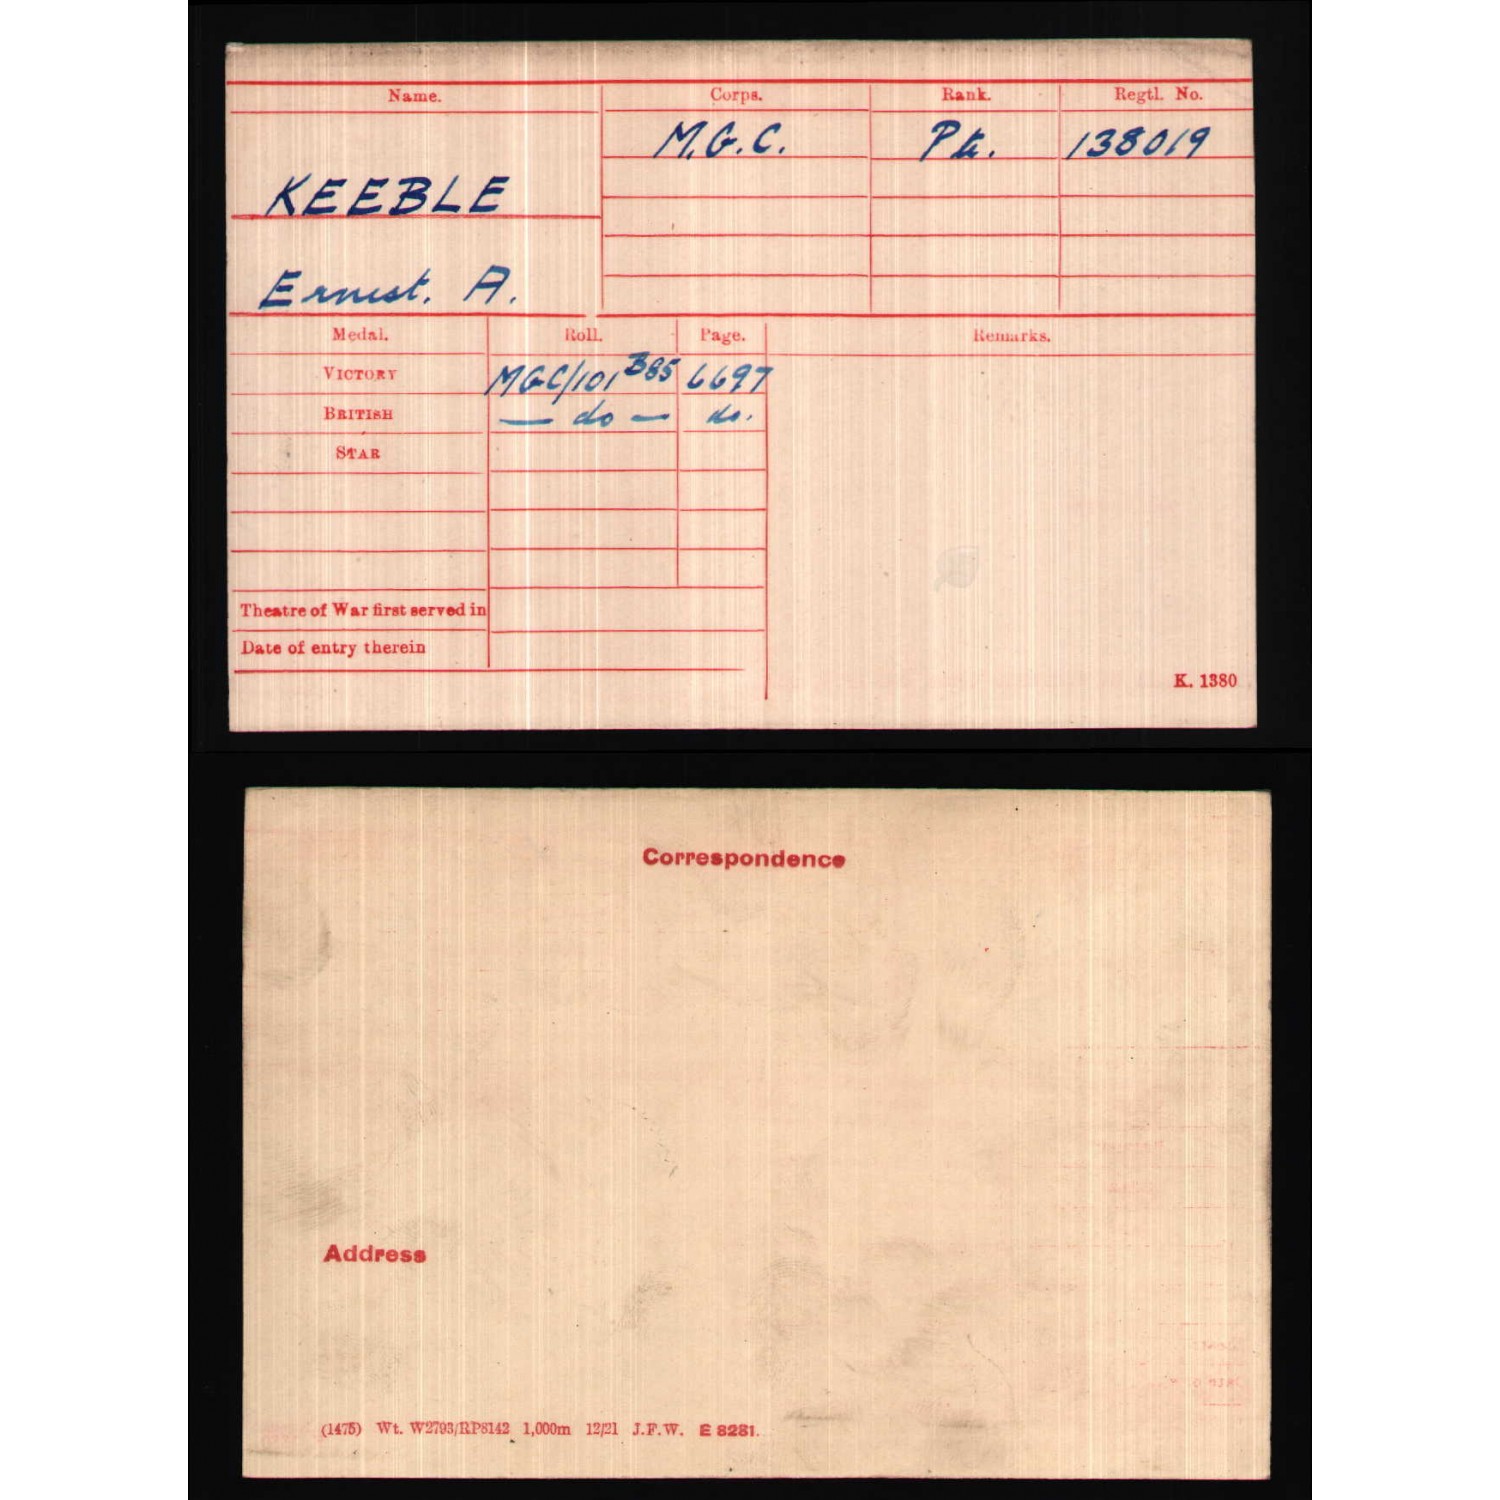 Name. Corps. Rank. Regtl. No.
M.G.C. Pte. 138019
KEEBLE
Ernest. A.
Medal. Roll. Page. Remarks.
VICTORY MGC/101 B85 6697
BRITISH — do — do.
STAR
Theatre of War first served in
Date of entry therein
K. 1380
Correspondence
Address
(1475) Wt. W2793/RP8142 1,000m 12/21 J.F.W. E 8281.